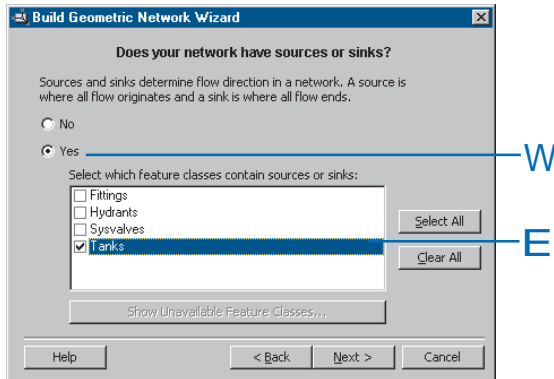 Build Geometric Network Wizard
Does your network have sources or sinks?
Sources and sinks determine flow direction in a network. A source is
where all flow originates and a sink is where all flow ends.
No
Yes
W
Select which feature classes contain sources or sinks:
Fittings
Hydrants
Sysvalves
Tanks
Select All
E
Clear All
Show Unavailable Feature Classes...
Help
< Back
Next >
Cancel